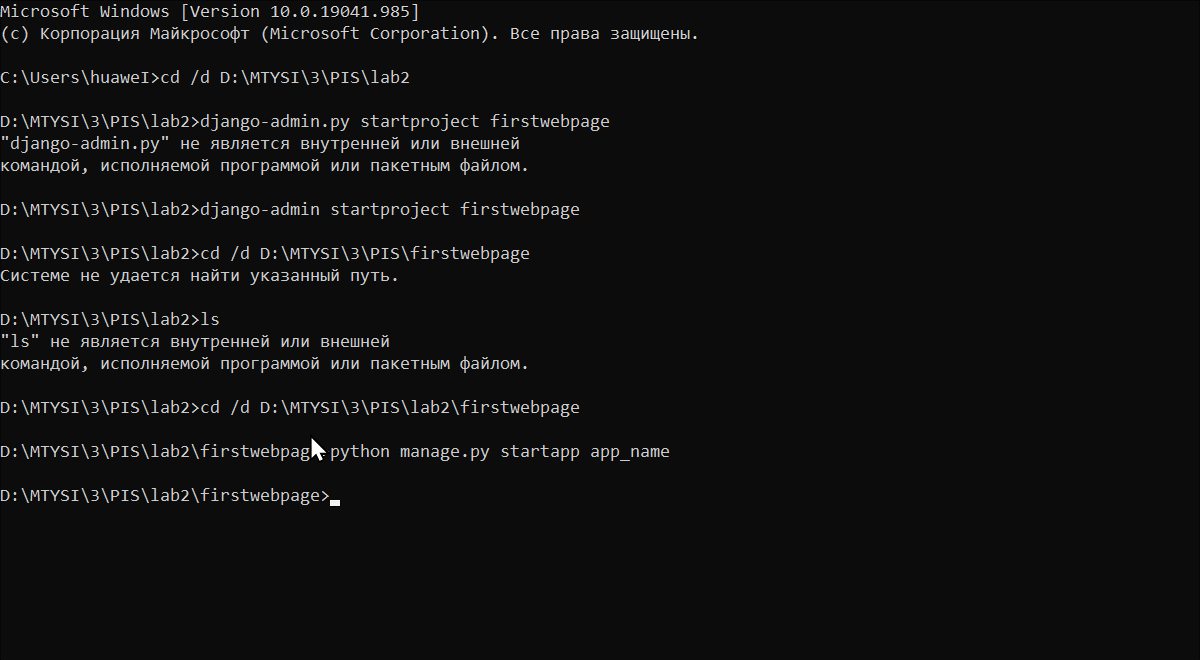 Microsoft Windows [Version 10.0.19041.985]
(c) Корпорация Майкрософт (Microsoft Corporation). Все права защищены.
C:\Users\huaweI>cd /d D:\MTYSI\3\PIS\lab2
D:\MTYSI\3\PIS\lab2>django-admin.py startproject firstwebpage
"django-admin.py" не является внутренней или внешней
командой, исполняемой программой или пакетным файлом.
D:\MTYSI\3\PIS\lab2>django-admin startproject firstwebpage
D:\MTYSI\3\PIS\lab2>cd /d D:\MTYSI\3\PIS\firstwebpage
Системе не удается найти указанный путь.
D:\MTYSI\3\PIS\lab2>ls
"ls" не является внутренней или внешней
командой, исполняемой программой или пакетным файлом.
D:\MTYSI\3\PIS\lab2>cd /d D:\MTYSI\3\PIS\lab2\firstwebpage
D:\MTYSI\3\PIS\lab2\firstwebpage>python manage.py startapp app_name
D:\MTYSI\3\PIS\lab2\firstwebpage>